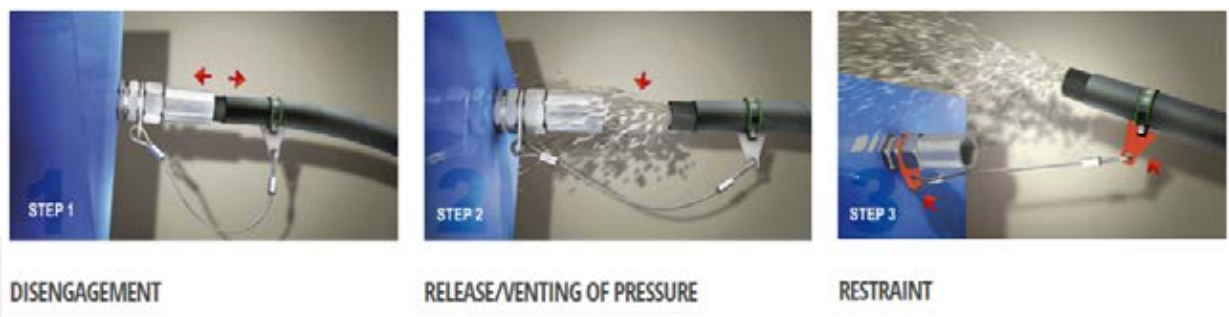 STEP 1
STEP 2
STEP 3
DISENGAGEMENT
RELEASE/VENTING OF PRESSURE
RESTRAINT